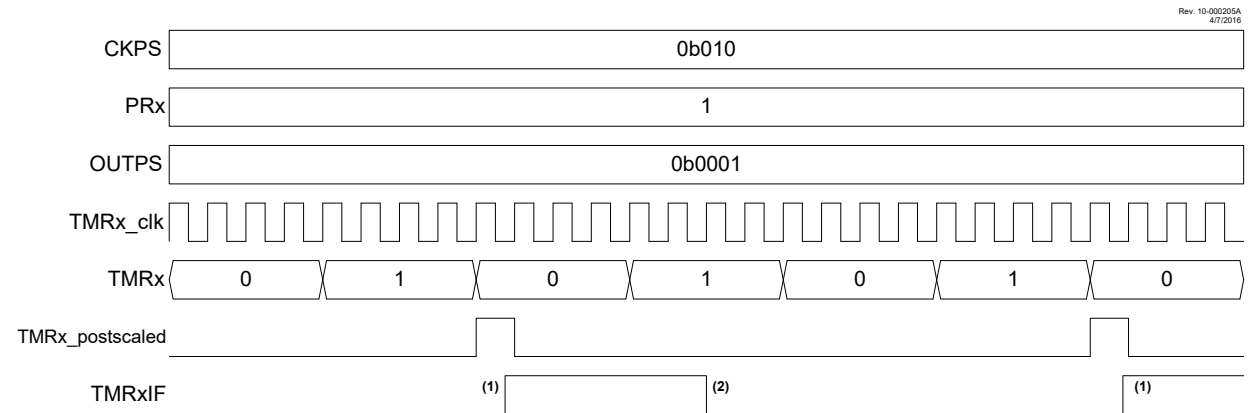 Rev. 10-000205A
4/7/2016
CKPS 0b010
PRx 1
OUTPS 0b0001
TMRx_clk
TMRx 0 1 0 1 0 1 0
TMRx_postscaled
TMRxIF (1) (2) (1)